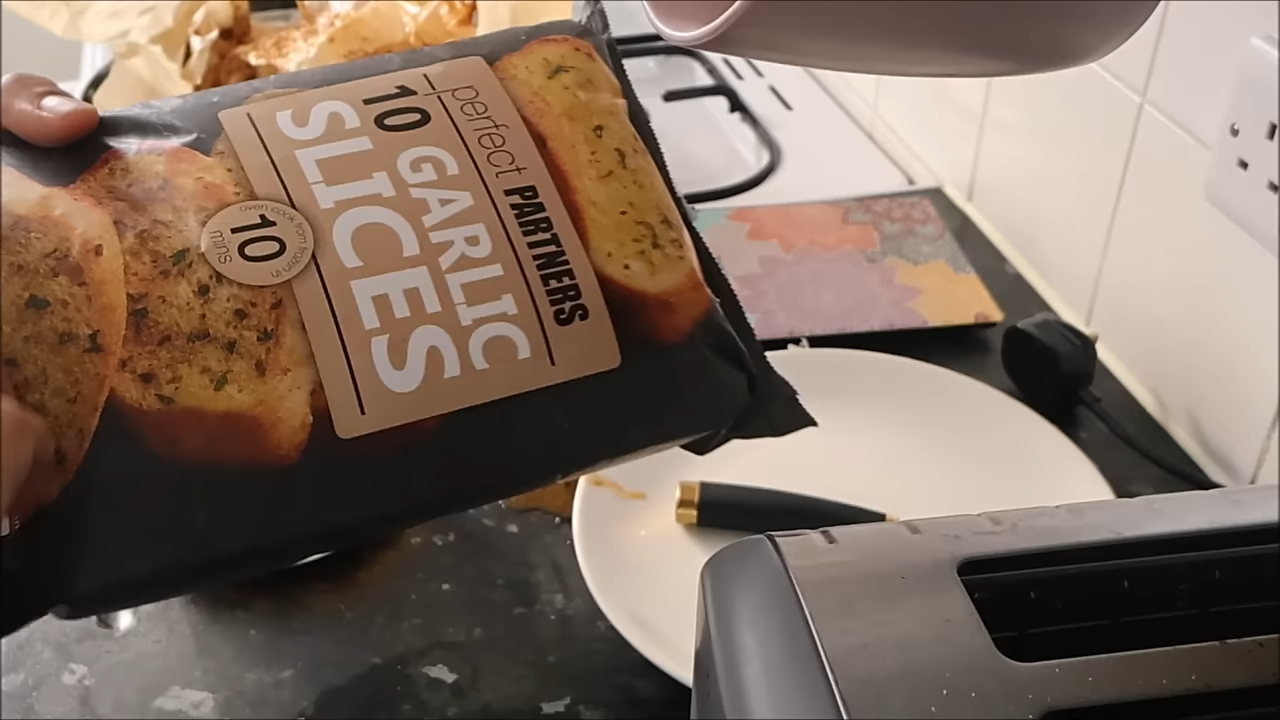 perfect PARTNERS
10 GARLIC
SLICES
oven cook from frozen in
10
mins